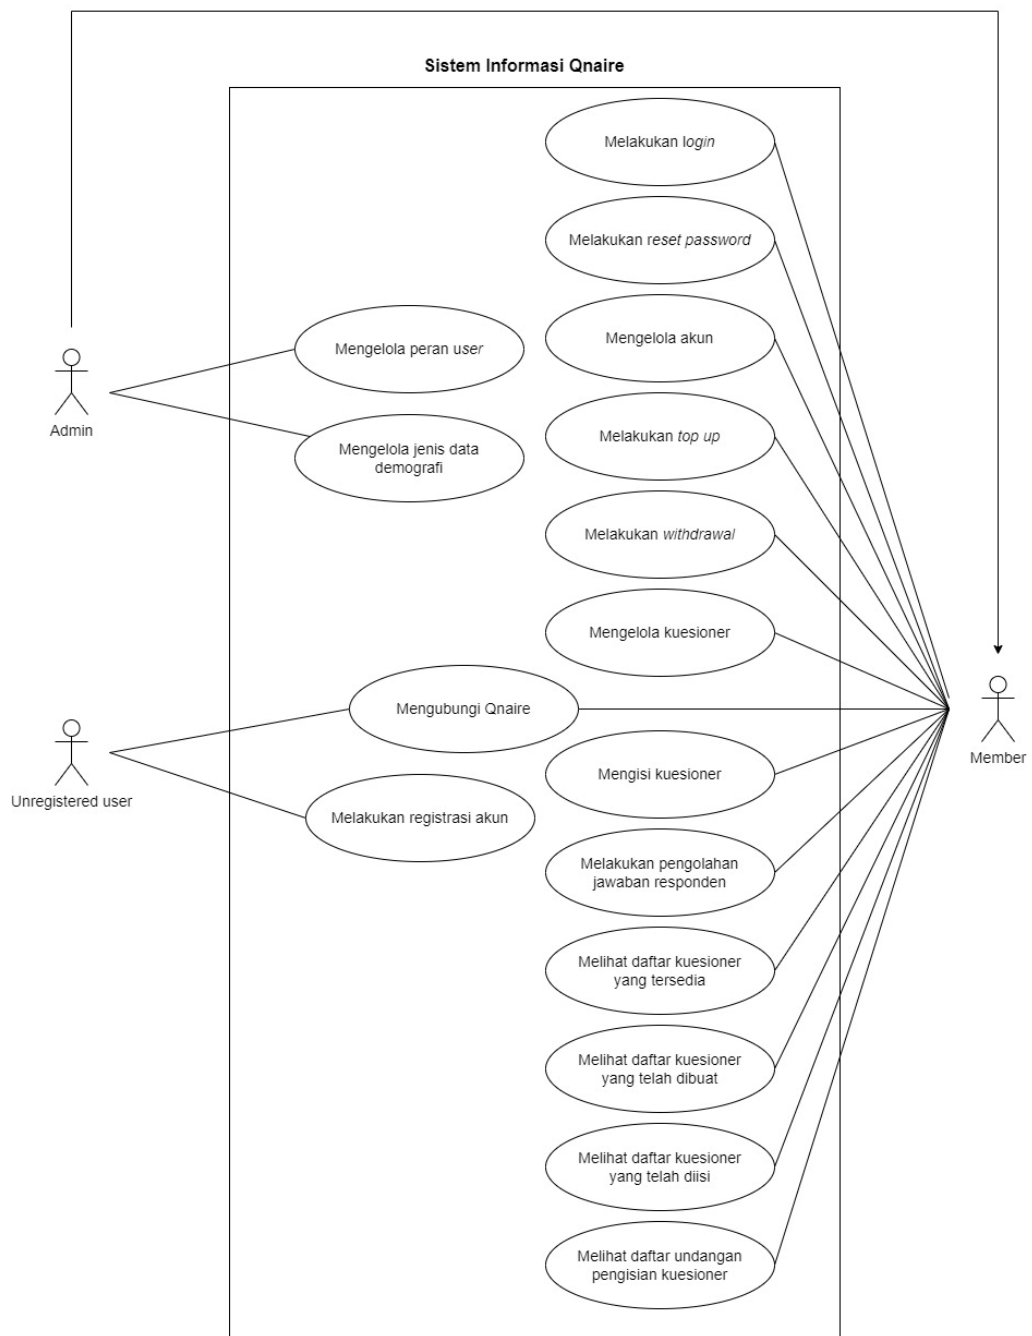 Sistem Informasi Qnaire
Melakukan login
Melakukan reset password
Mengelola peran user
Mengelola akun
Admin
Mengelola jenis data
demografi
Melakukan top up
Melakukan withdrawal
Mengelola kuesioner
Mengubungi Qnaire
Member
Mengisi kuesioner
Unregistered user
Melakukan registrasi akun
Melakukan pengolahan
jawaban responden
Melihat daftar kuesioner
yang tersedia
Melihat daftar kuesioner
yang telah dibuat
Melihat daftar kuesioner
yang telah diisi
Melihat daftar undangan
pengisian kuesioner